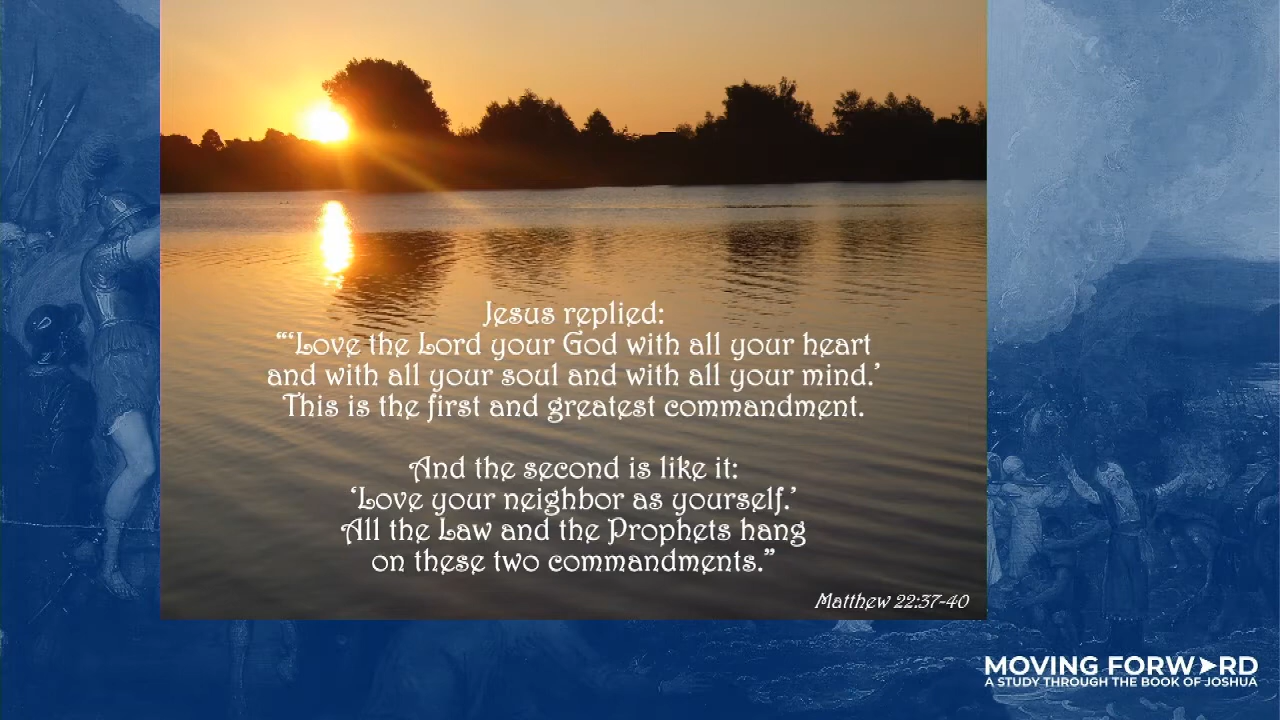 Jesus replied:
“‘Love the Lord your God with all your heart
and with all your soul and with all your mind.’
This is the first and greatest commandment.
And the second is like it:
‘Love your neighbor as yourself.’
All the Law and the Prophets hang
on these two commandments.”
Matthew 22:37-40
MOVING FORW➤RD
A STUDY THROUGH THE BOOK OF JOSHUA